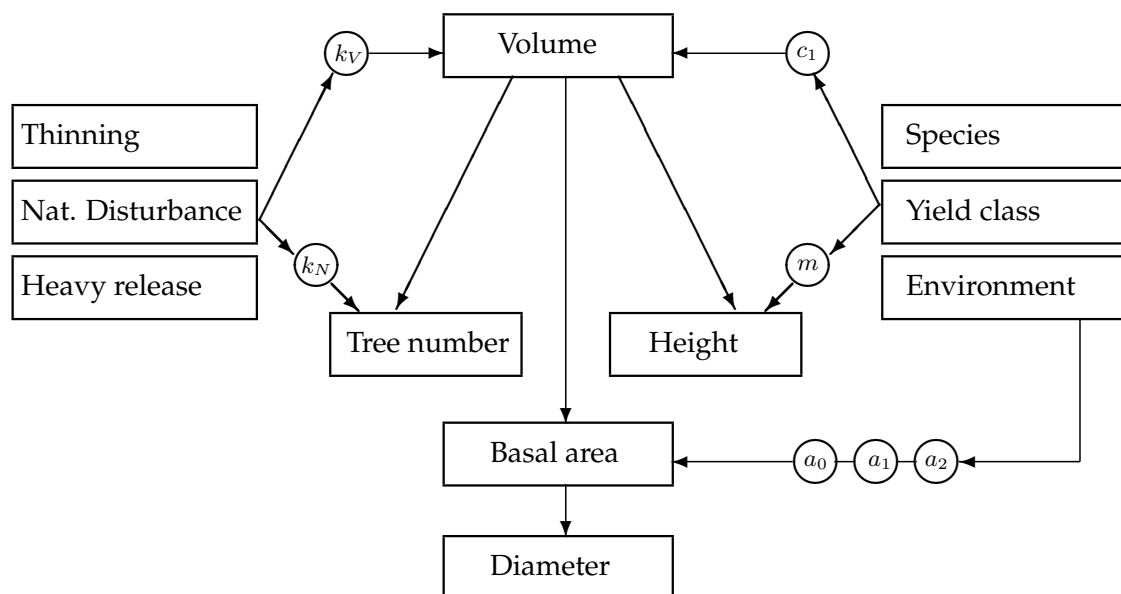 k_V
Volume
c_1
Thinning
Species
Nat. Disturbance
Yield class
k_N
m
Heavy release
Environment
Tree number
Height
Basal area
a_0
a_1
a_2
Diameter